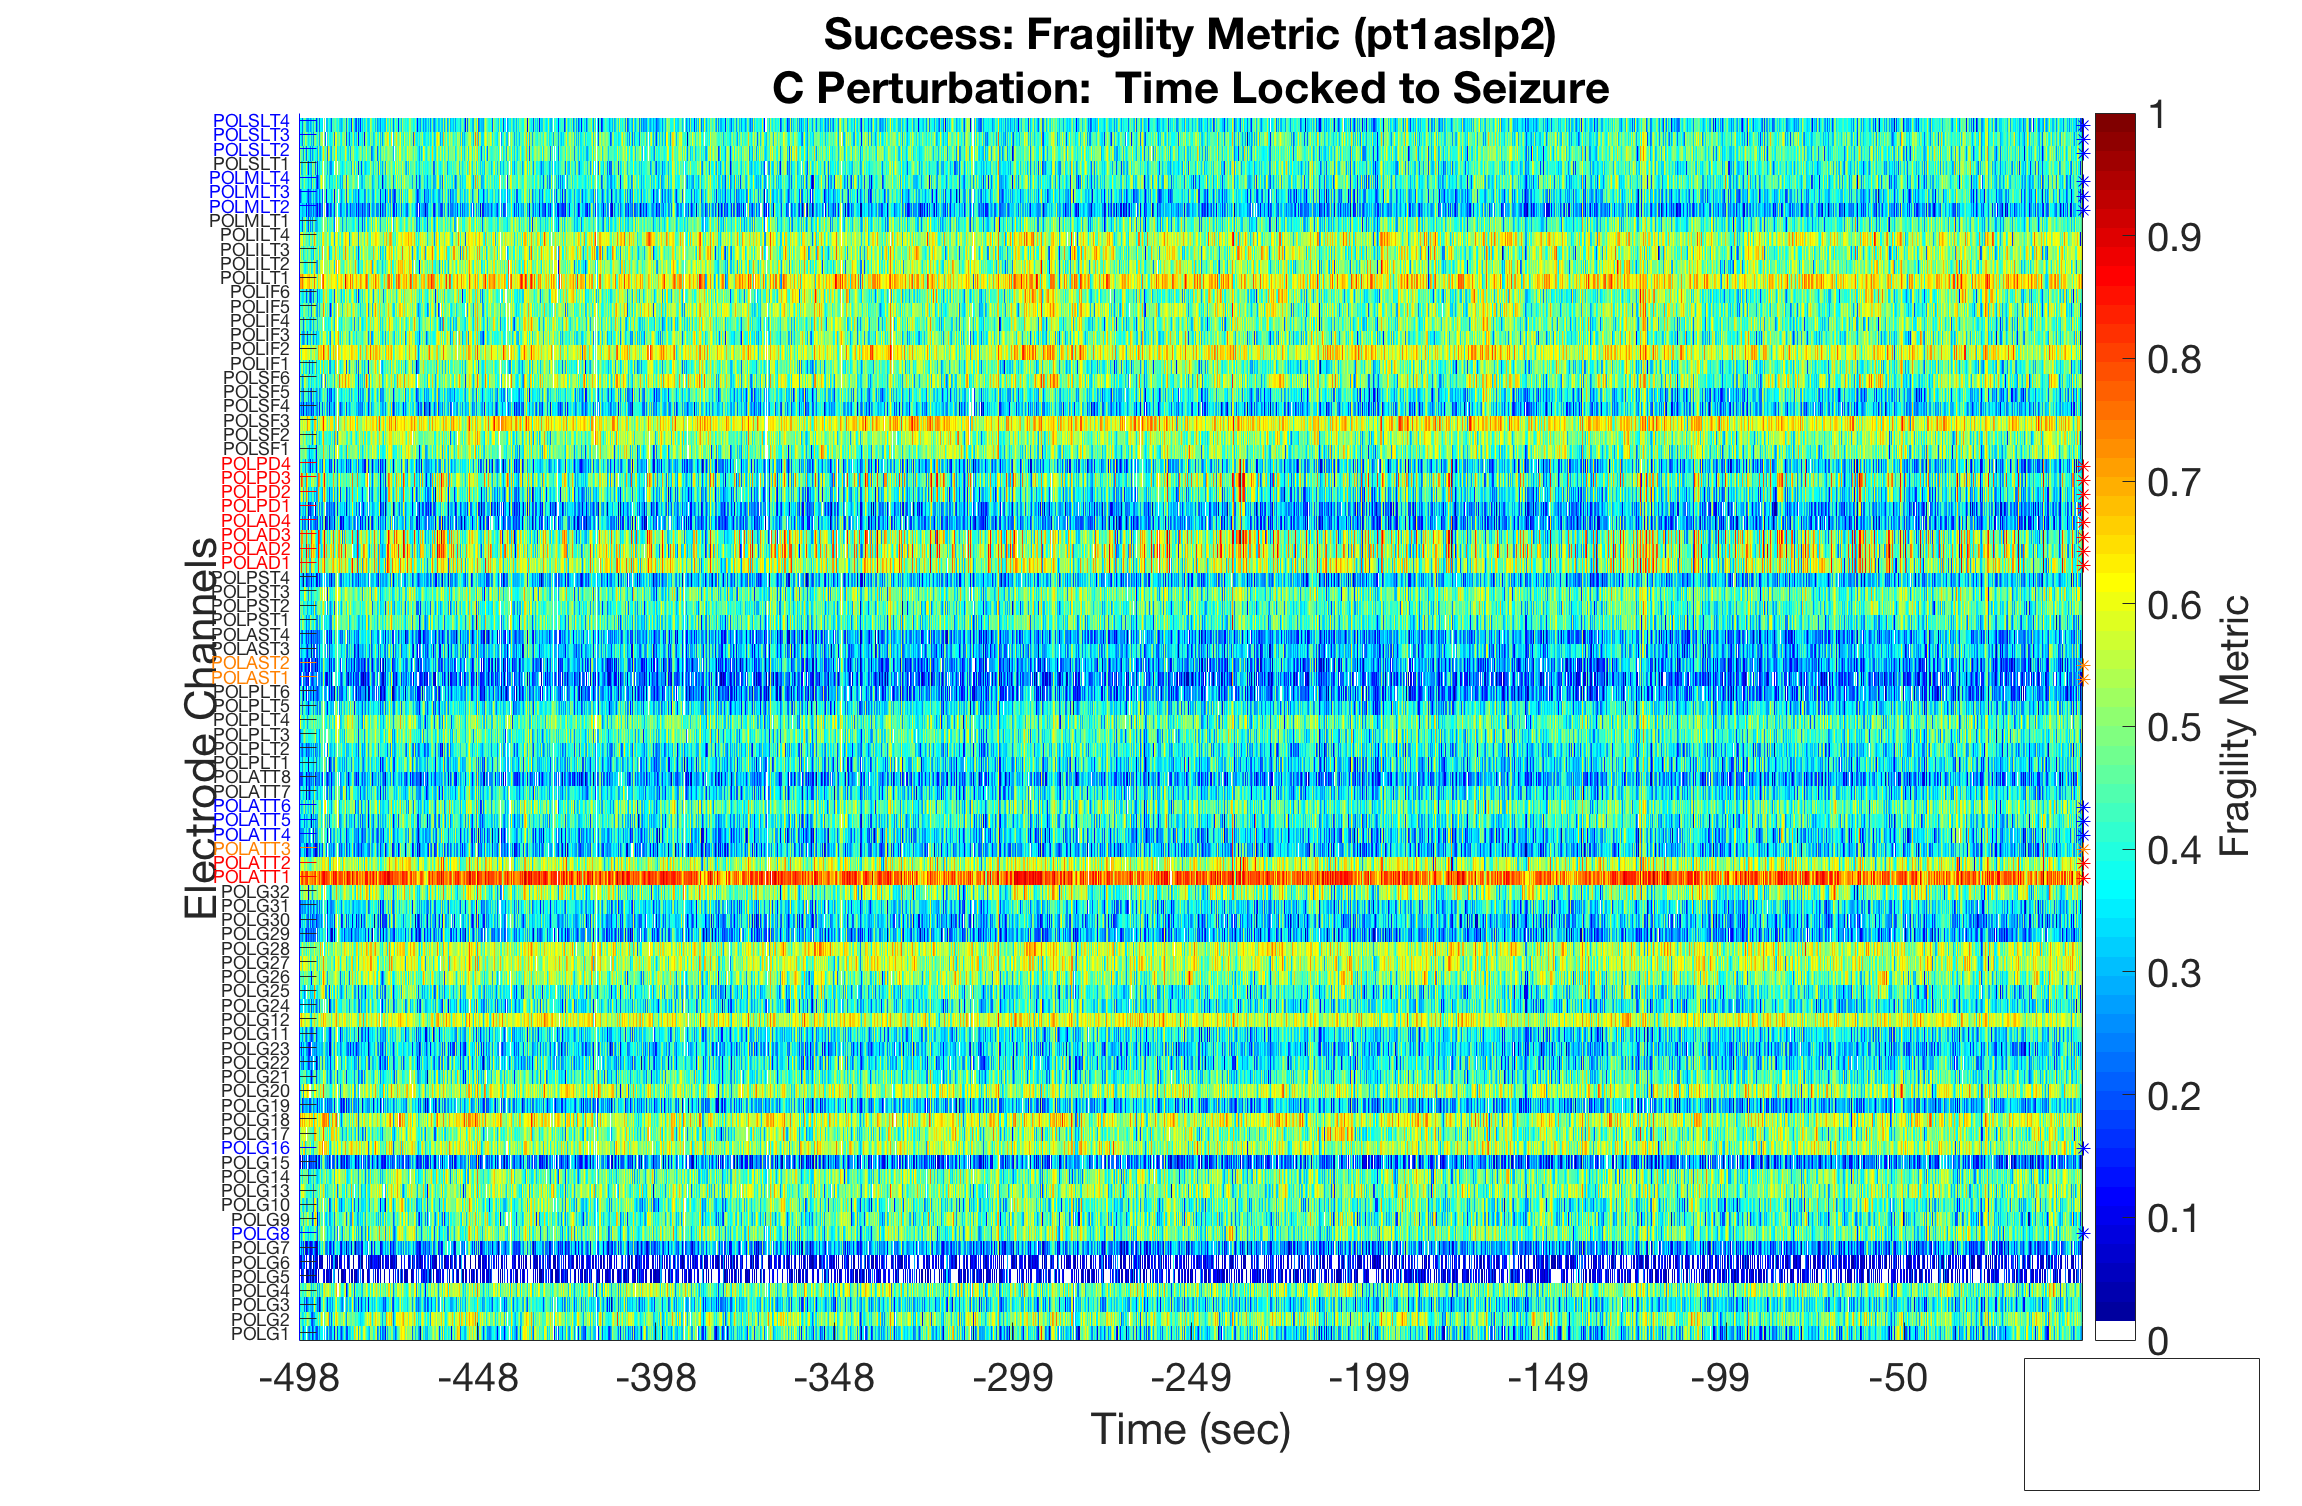 Success: Fragility Metric (pt1aslp2)
C Perturbation:  Time Locked to Seizure
Electrode Channels
POLSLT4
POLSLT3
POLSLT2
POLSLT1
POLMLT4
POLMLT3
POLMLT2
POLMLT1
POLILT4
POLILT3
POLILT2
POLILT1
POLIF6
POLIF5
POLIF4
POLIF3
POLIF2
POLIF1
POLSF6
POLSF5
POLSF4
POLSF3
POLSF2
POLSF1
POLPD4
POLPD3
POLPD2
POLPD1
POLAD4
POLAD3
POLAD2
POLAD1
POLPST4
POLPST3
POLPST2
POLPST1
POLAST4
POLAST3
POLAST2
POLAST1
POLPLT6
POLPLT5
POLPLT4
POLPLT3
POLPLT2
POLPLT1
POLATT8
POLATT7
POLATT6
POLATT5
POLATT4
POLATT3
POLATT2
POLATT1
POLG32
POLG31
POLG30
POLG29
POLG28
POLG27
POLG26
POLG25
POLG24
POLG12
POLG11
POLG23
POLG22
POLG21
POLG20
POLG19
POLG18
POLG17
POLG16
POLG15
POLG14
POLG13
POLG10
POLG9
POLG8
POLG7
POLG6
POLG5
POLG4
POLG3
POLG2
POLG1
-498 -448 -398 -348 -299 -249 -199 -149 -99 -50
Time (sec)
1
0.9
0.8
0.7
0.6
0.5
0.4
0.3
0.2
0.1
0
Fragility Metric